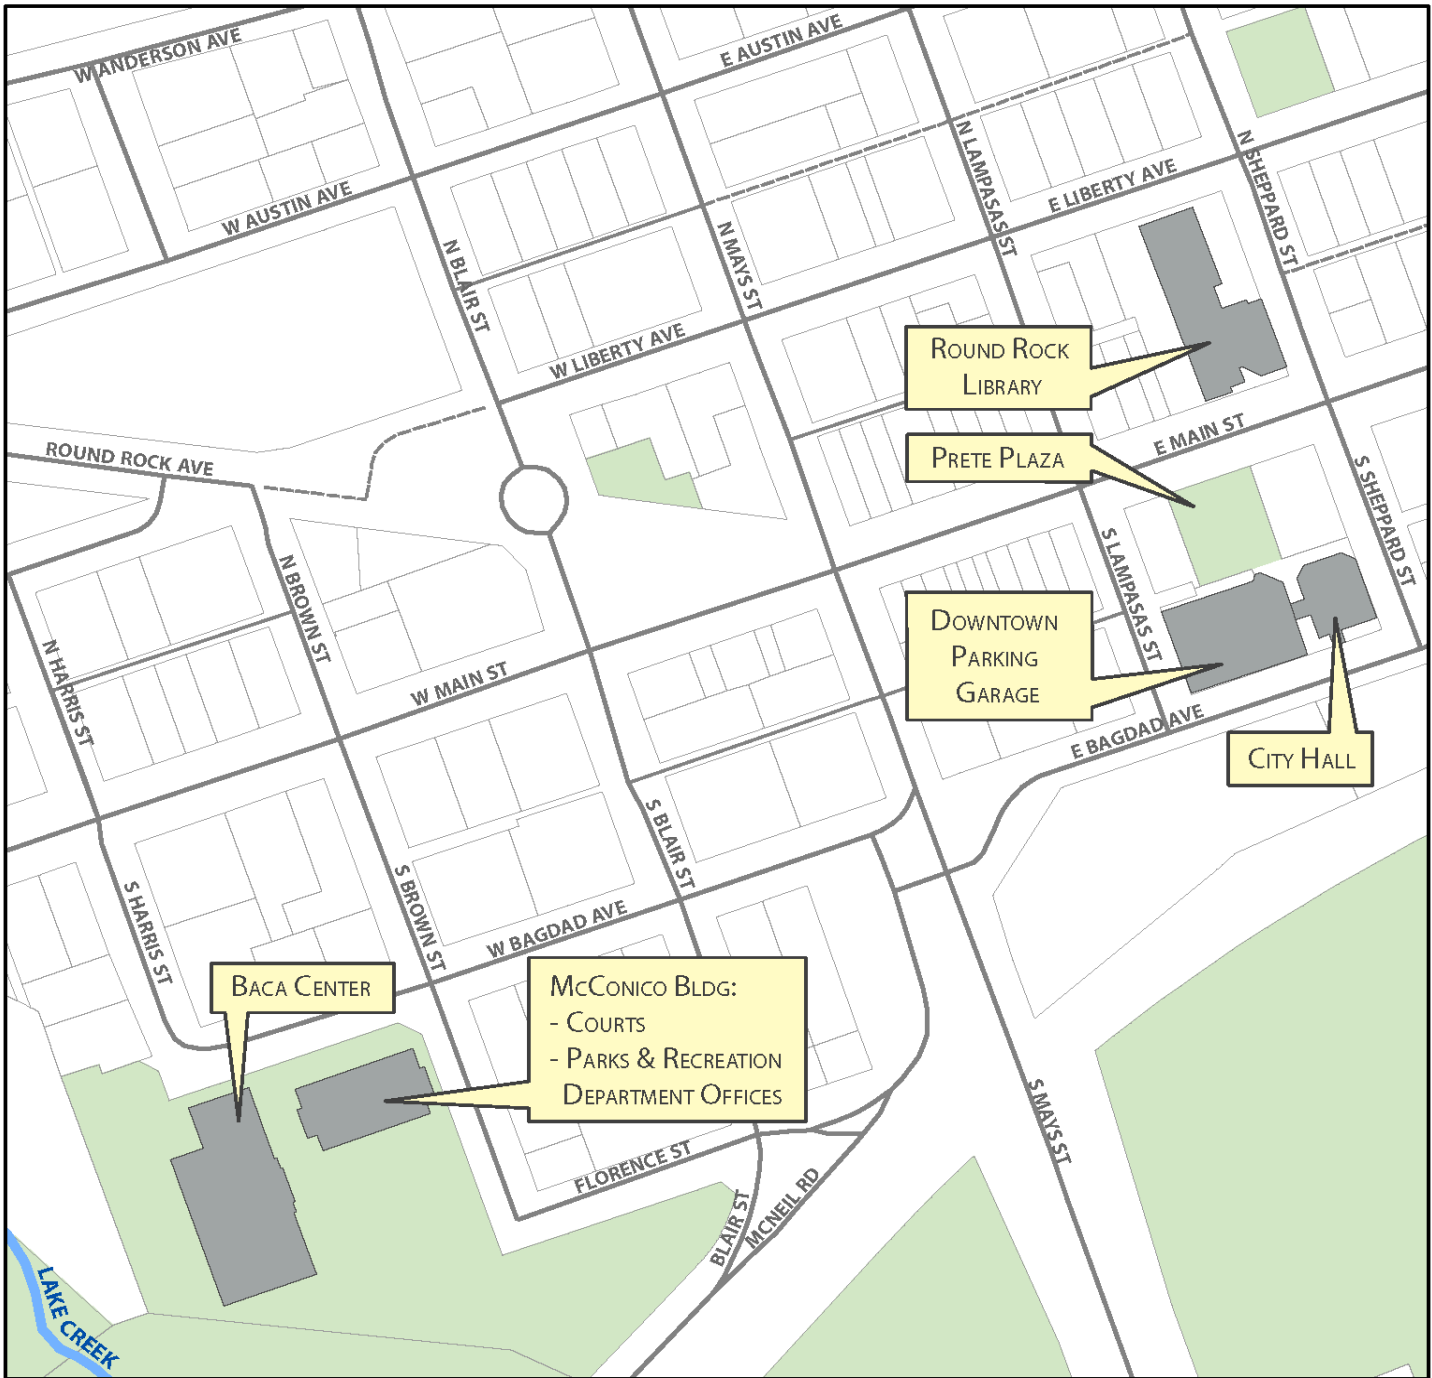 W ANDERSON AVE
E AUSTIN AVE
W AUSTIN AVE
N LAMPASAS ST
N SHEPPARD ST
E LIBERTY AVE
N BLAIR ST
N MAYS ST
W LIBERTY AVE
ROUND ROCK
LIBRARY
PRETE PLAZA
E MAIN ST
ROUND ROCK AVE
S SHEPPARD ST
S LAMPASAS ST
N BROWN ST
N HARRIS ST
W MAIN ST
DOWNTOWN
PARKING
GARAGE
E BAGDAD AVE
CITY HALL
S BLAIR ST
S HARRIS ST
S BROWN ST
W BAGDAD AVE
BACA CENTER
MCCONICO BLDG:
- COURTS
- PARKS & RECREATION
DEPARTMENT OFFICES
S MAYS ST
FLORENCE ST
BLAIR ST
MCNEIL RD
LAKE CREEK